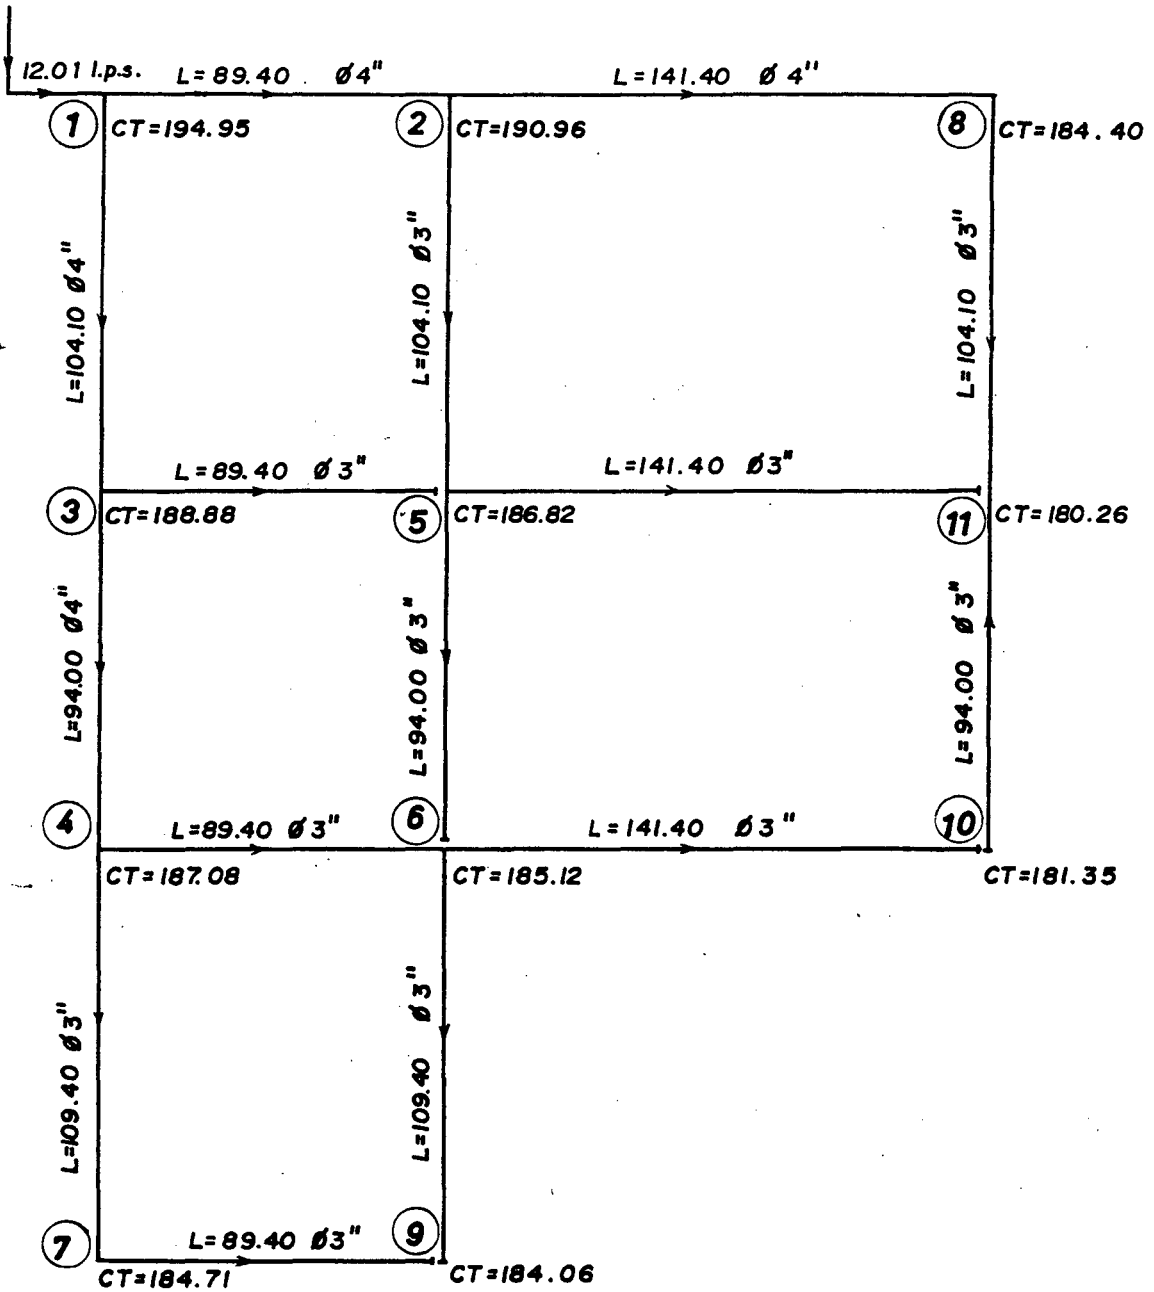 12.01 l.p.s. L=89.40 Ø4" L=141.40 Ø 4"
1 CT=194.95 2 CT=190.96 8 CT=184.40
L=104.10 Ø4" L=104.10 Ø3" L=104.10 Ø3"
L=89.40 Ø3" L=141.40 Ø3"
3 CT=188.88 5 CT=186.82 11 CT=180.26
L=94.00 Ø4" L=94.00 Ø3" L=94.00 Ø3"
4 L=89.40 Ø3" 6 L=141.40 Ø3" 10
CT=187.08 CT=185.12 CT=181.35
L=109.40 Ø3" L=109.40 Ø3"
7 L=89.40 Ø3" 9
CT=184.71 CT=184.06